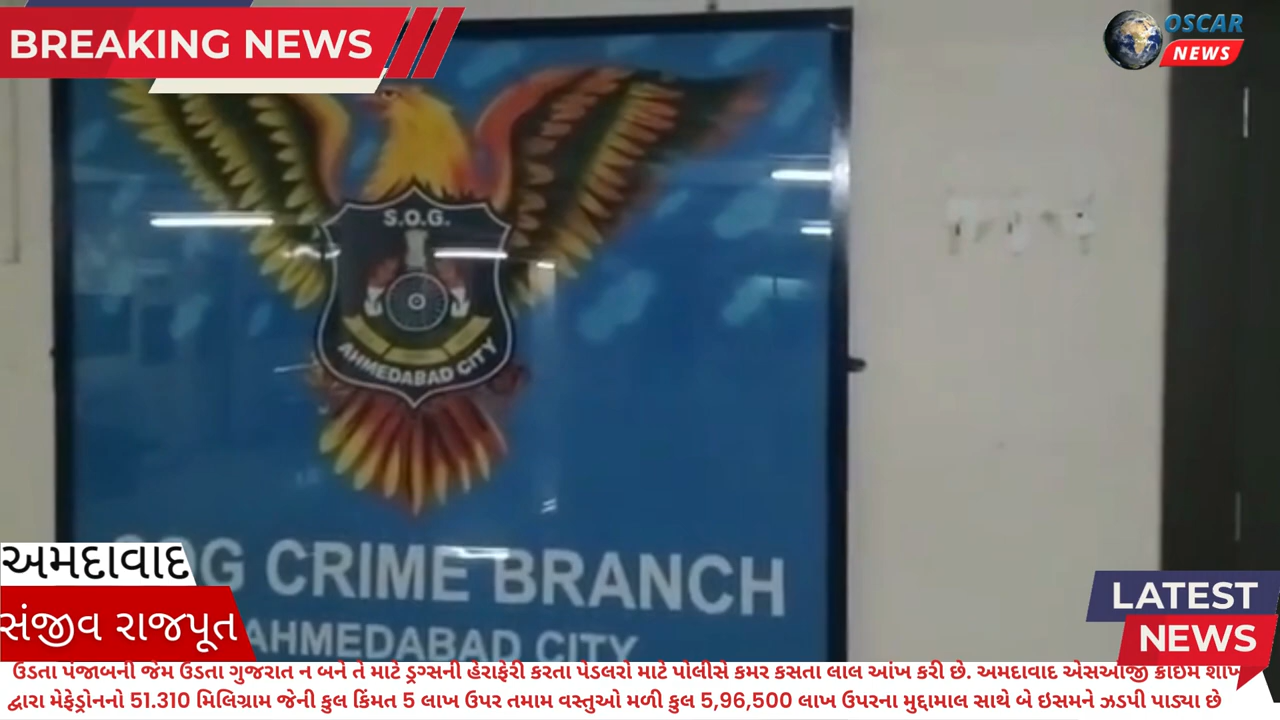 BREAKING NEWS
OSCAR
NEWS
S.O.G.
AHMEDABAD CITY
SOG CRIME BRANCH
AHMEDABAD CITY
અમદાવાદ
સંજીવ રાજપૂત
LATEST
NEWS
ઉડતા પંજાબની જેમ ઉડતા ગુજરાત ન બને તે માટે ડ્રગ્સની હેરાફેરી કરતા પેડલરો માટે પોલીસે કમર કસતા લાલ આંખ કરી છે. અમદાવાદ એસઓજી ક્રાઇમ
દ્વારા મેફેડ્રોનનો 51.310 મિલિગ્રામ જેની કુલ કિંમત 5 લાખ ઉપર તમામ વસ્તુઓ મળી કુલ 5,96,500 લાખ ઉપરના મુદ્દામાલ સાથે બે ઇસમને ઝડપી પાડ્યા છે